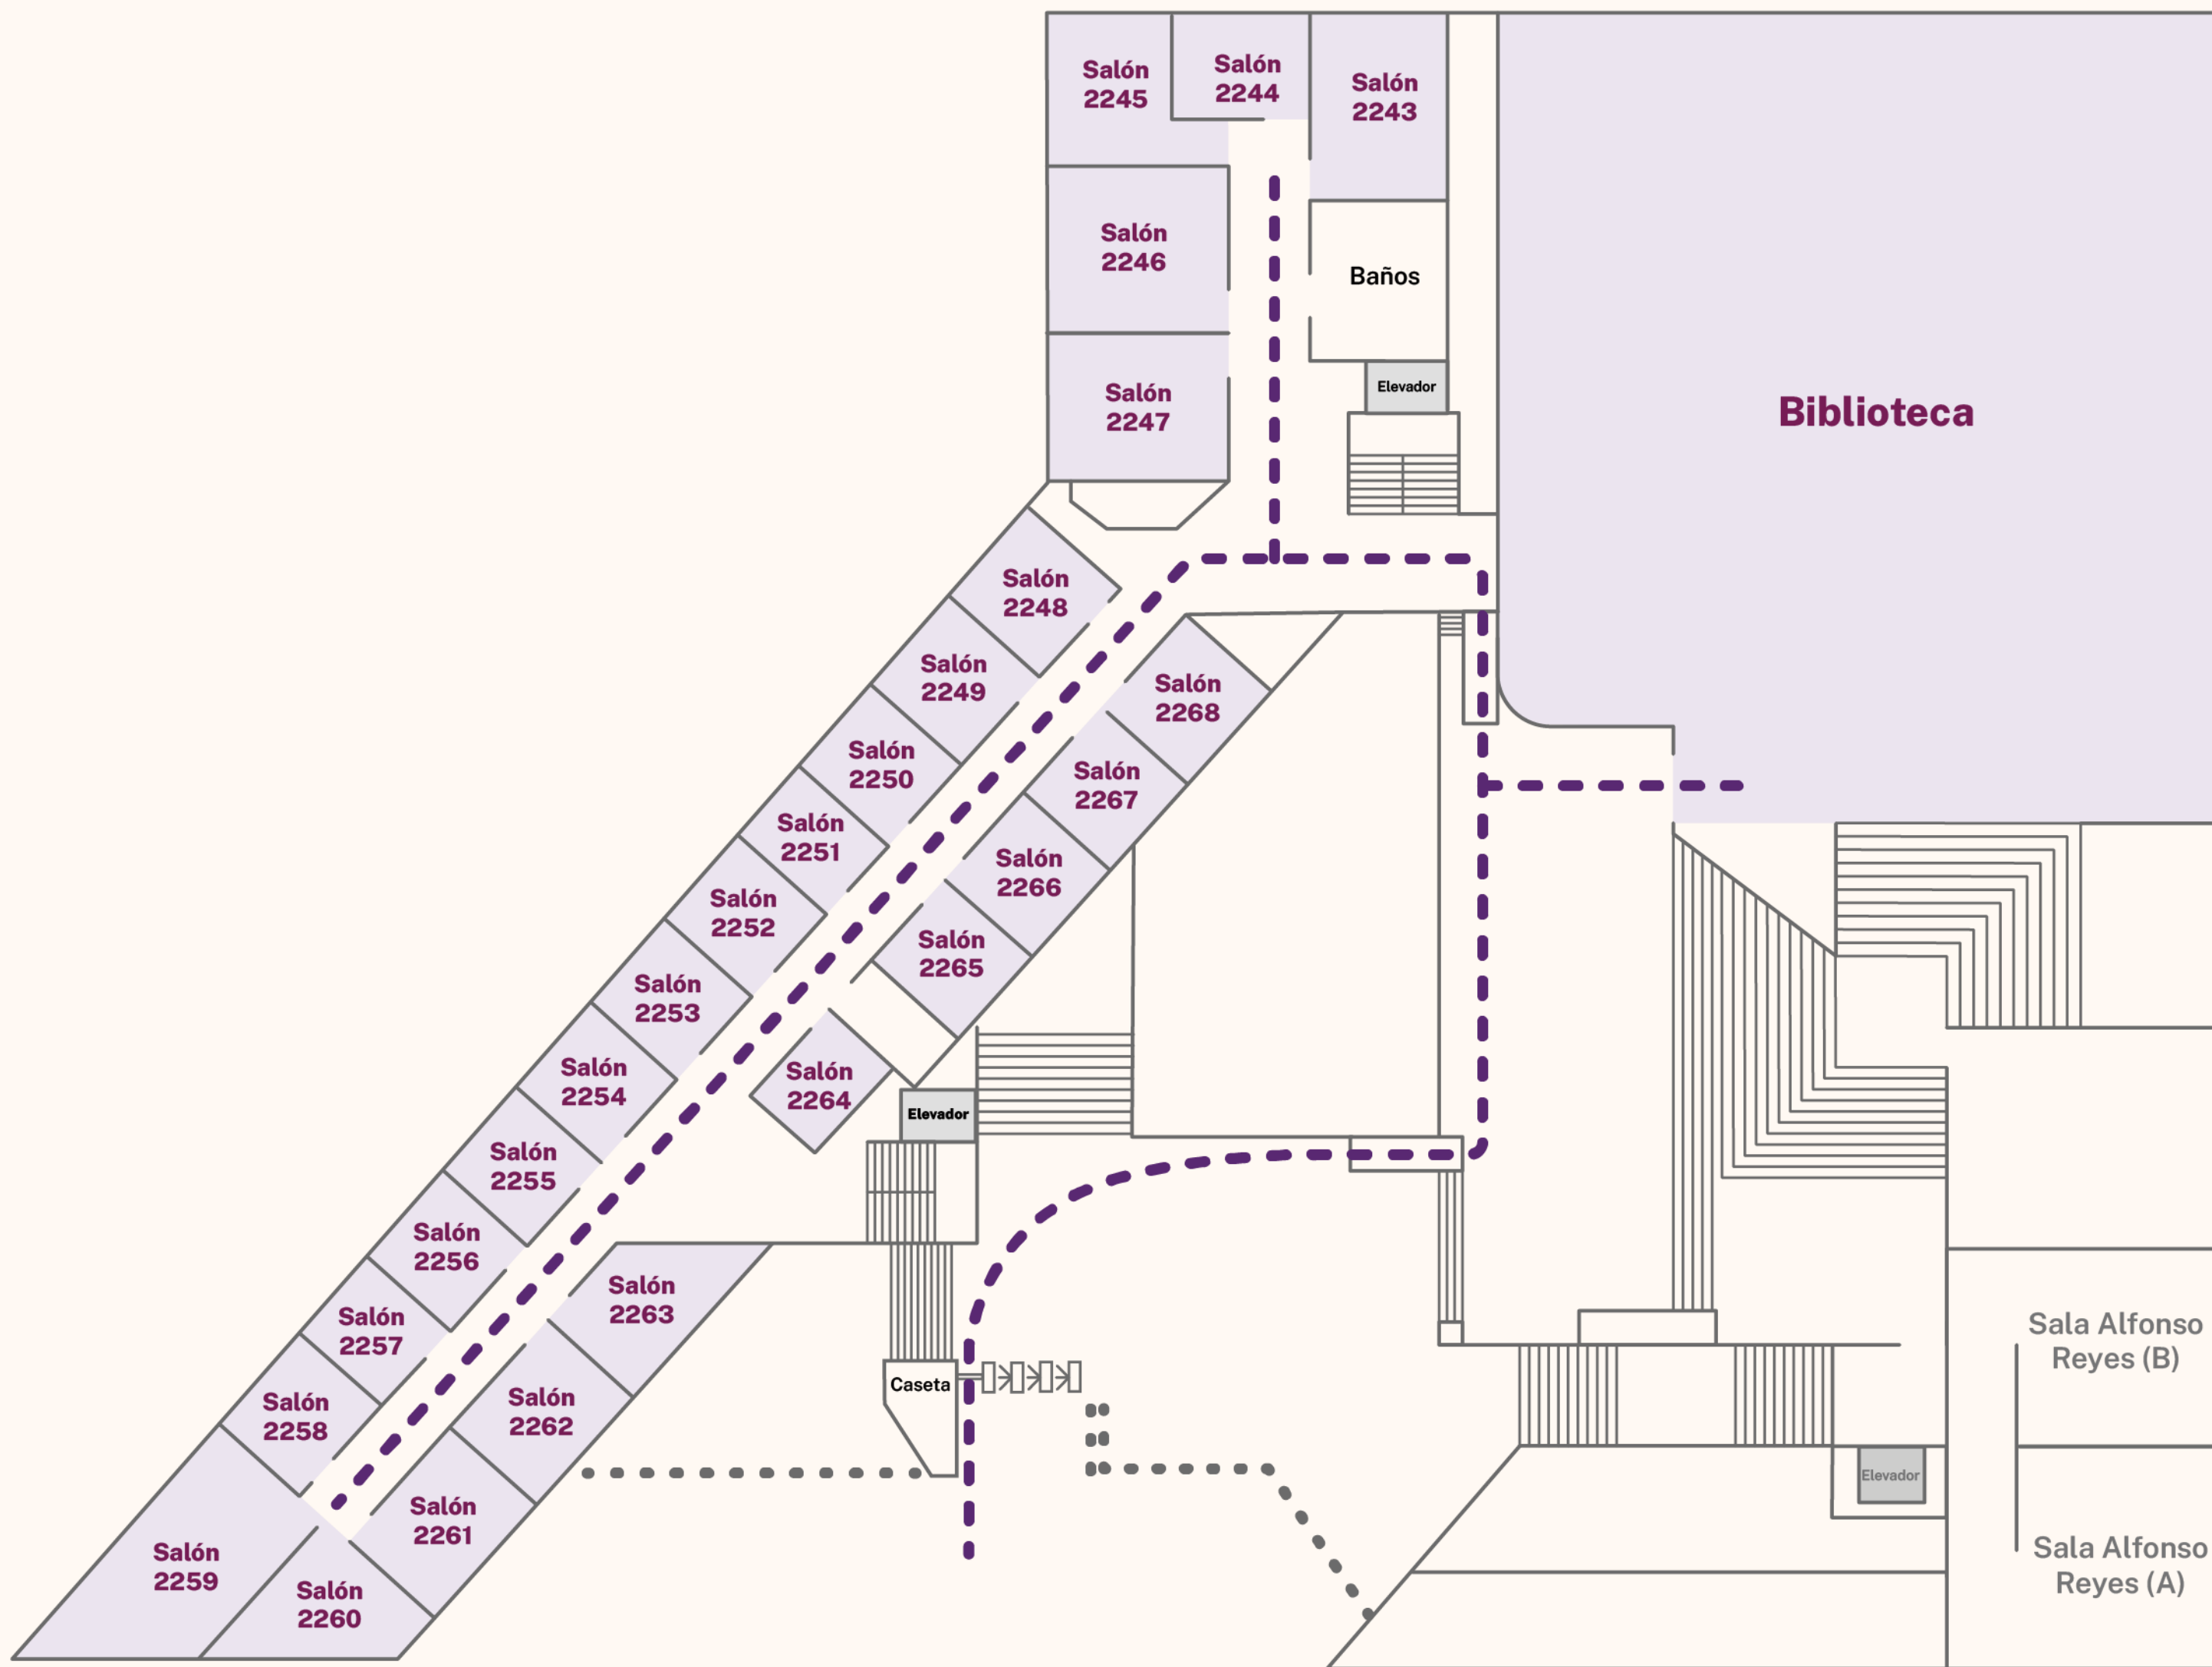 Salón
2245
Salón
2244
Salón
2243
Salón
2246
Baños
Salón
2247
Elevador
Biblioteca
Salón
2248
Salón
2249
Salón
2250
Salón
2251
Salón
2252
Salón
2253
Salón
2254
Salón
2255
Salón
2256
Salón
2257
Salón
2258
Salón
2259
Salón
2260
Salón
2261
Salón
2262
Salón
2263
Salón
2264
Salón
2265
Salón
2266
Salón
2267
Salón
2268
Elevador
Caseta
Sala Alfonso
Reyes (B)
Elevador
Sala Alfonso
Reyes (A)